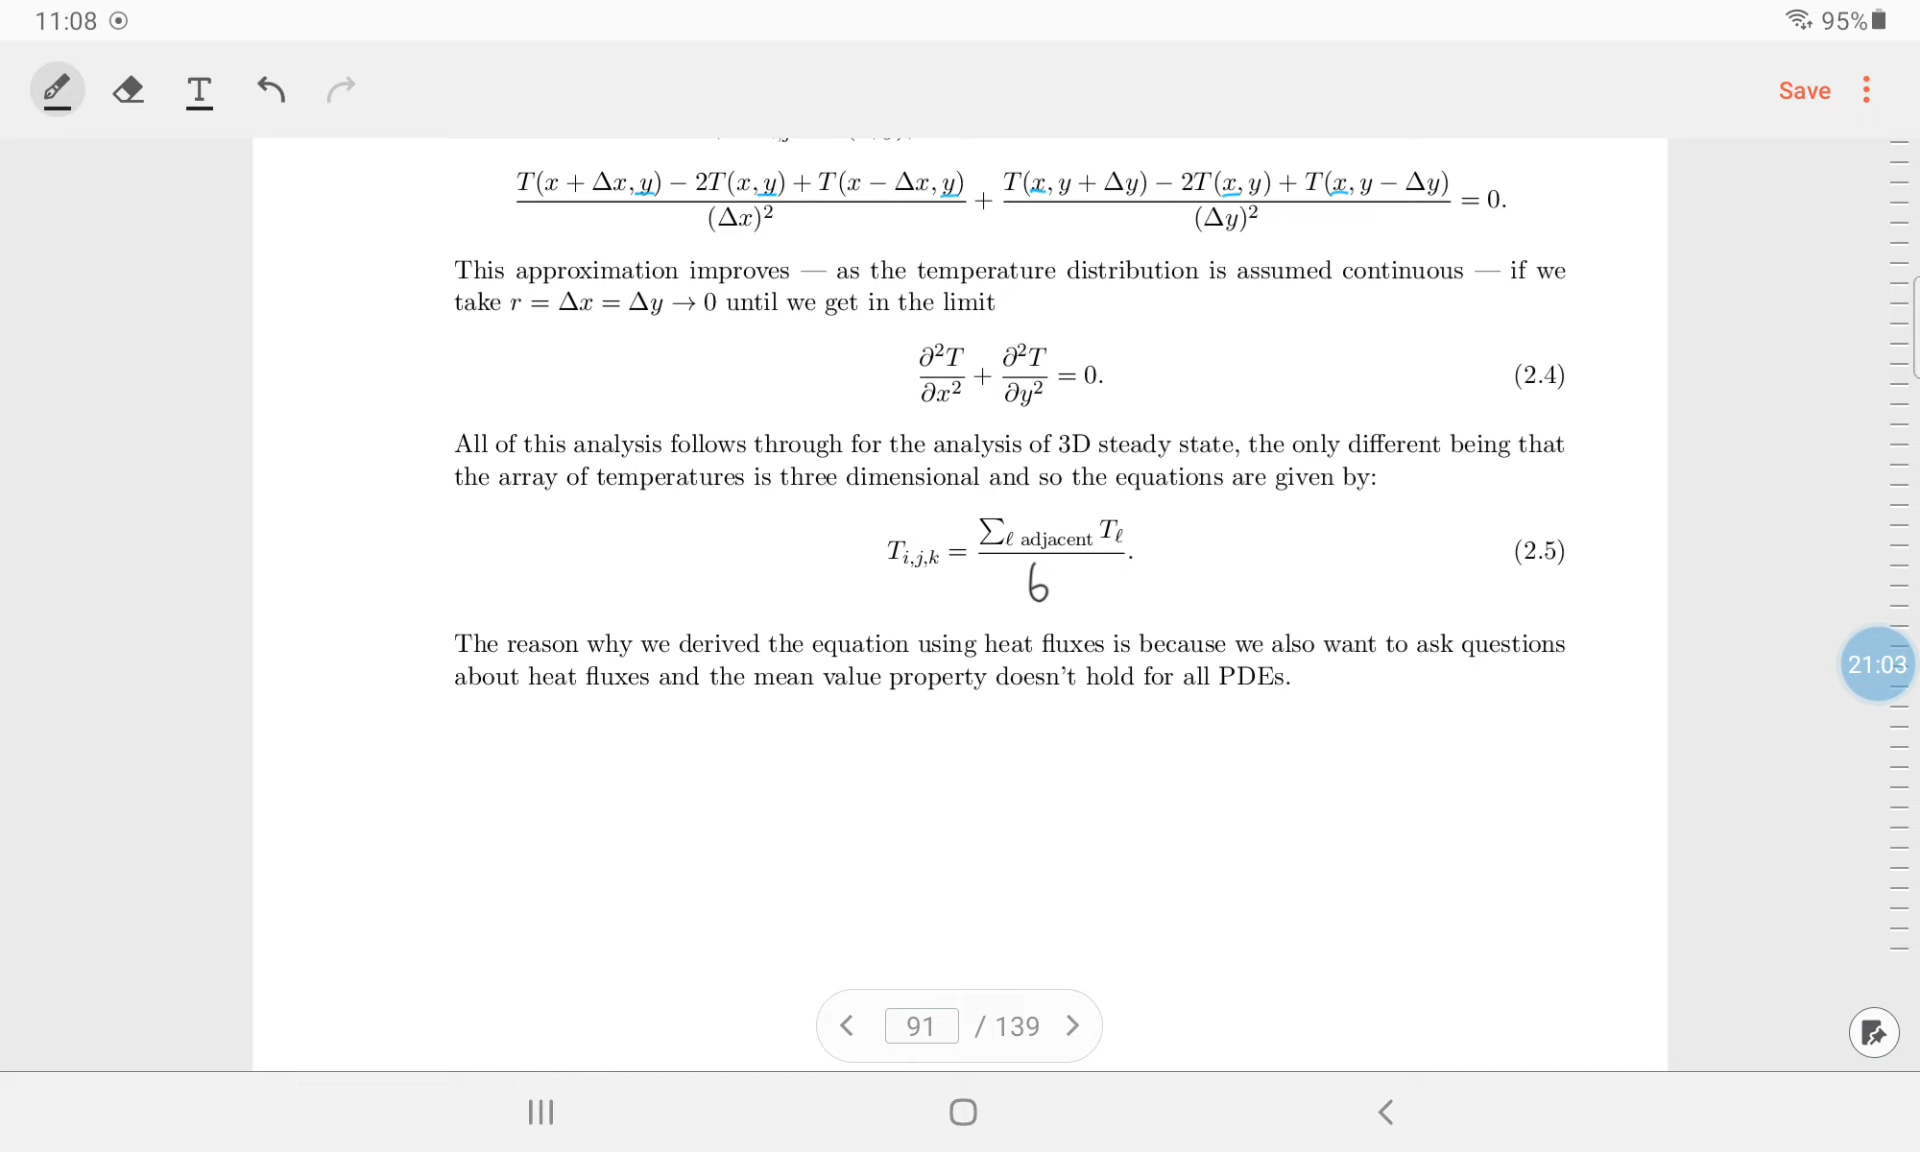 11:08
95%
T
Save
T(x + Δx, y) − 2T(x, y) + T(x − Δx, y) / (Δx)² + T(x, y + Δy) − 2T(x, y) + T(x, y − Δy) / (Δy)² = 0.
This approximation improves — as the temperature distribution is assumed continuous — if we
take r = Δx = Δy → 0 until we get in the limit
∂²T/∂x² + ∂²T/∂y² = 0. (2.4)
All of this analysis follows through for the analysis of 3D steady state, the only different being that
the array of temperatures is three dimensional and so the equations are given by:
T_{i,j,k} = ∑_{ℓ adjacent} T_ℓ / 6. (2.5)
The reason why we derived the equation using heat fluxes is because we also want to ask questions
about heat fluxes and the mean value property doesn't hold for all PDEs.
21:03
91 / 139